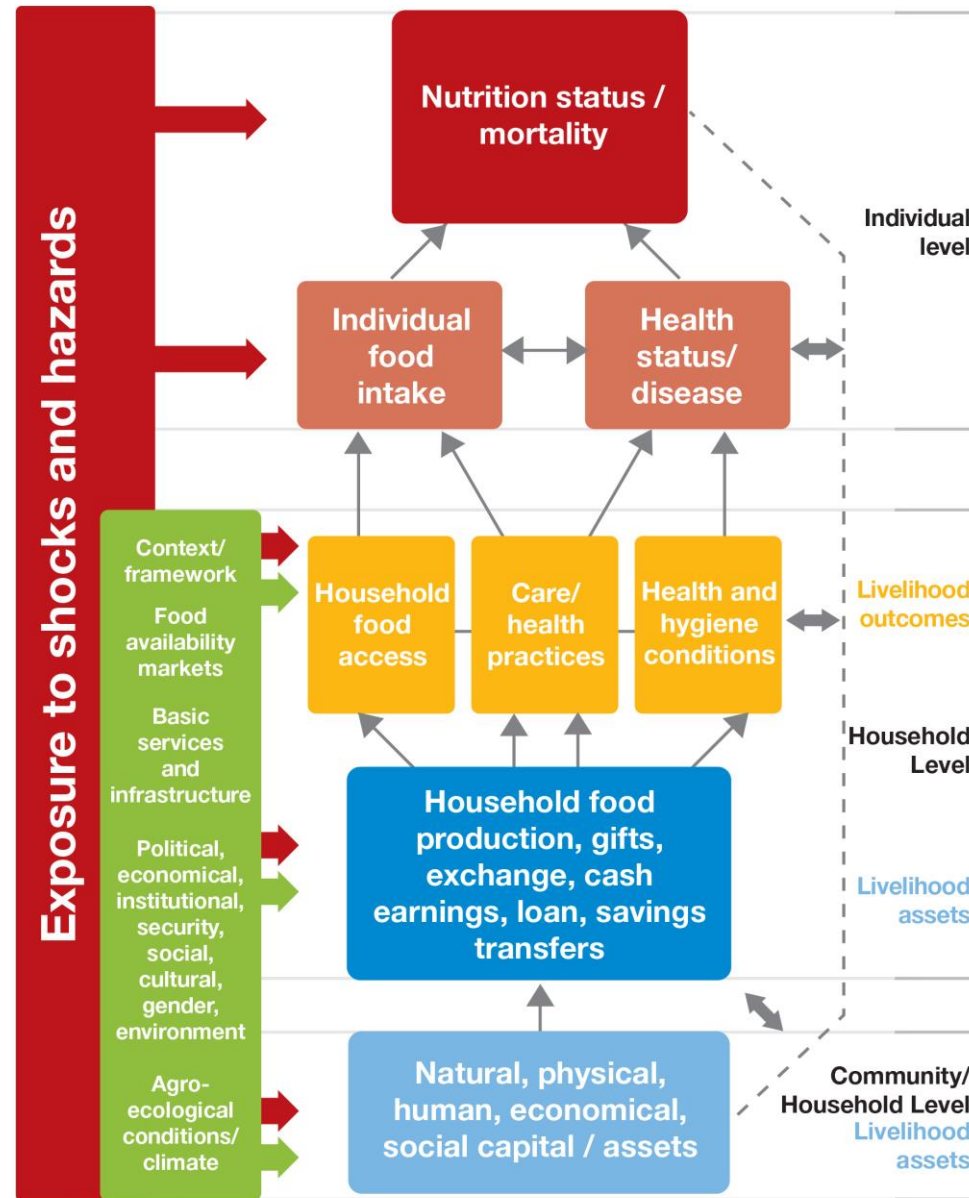 Exposure to shocks and hazards
Nutrition status /
mortality
Individual
level
Individual
food
intake
Health
status/
disease
Context/
framework
Food
availability
markets
Basic
services
and
infrastructure
Political,
economical,
institutional,
security,
social,
cultural,
gender,
environment
Agro-
ecological
conditions/
climate
Household
food
access
Care/
health
practices
Health and
hygiene
conditions
Livelihood
outcomes
Household
Level
Household food
production, gifts,
exchange, cash
earnings, loan, savings
transfers
Livelihood
assets
Natural, physical,
human, economical,
social capital / assets
Community/
Household Level
Livelihood
assets